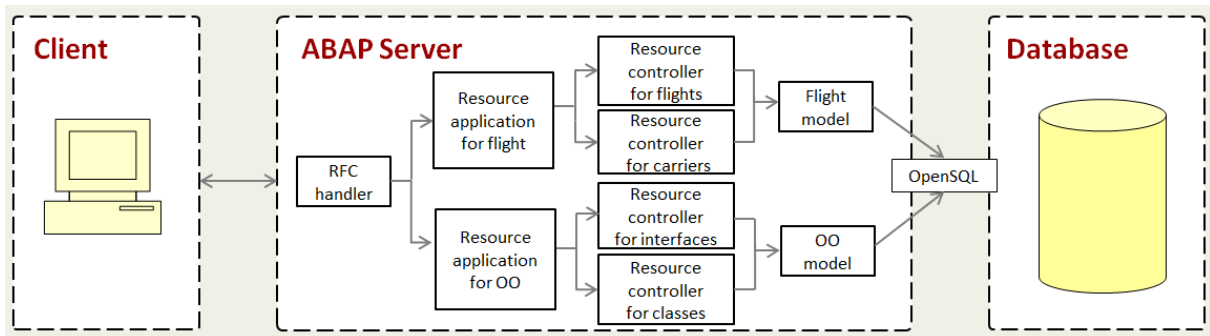 Client
ABAP Server
Database
RFC
handler
Resource
application
for flight
Resource
application
for OO
Resource
controller
for flights
Resource
controller
for carriers
Resource
controller
for interfaces
Resource
controller
for classes
Flight
model
OO
model
OpenSQL